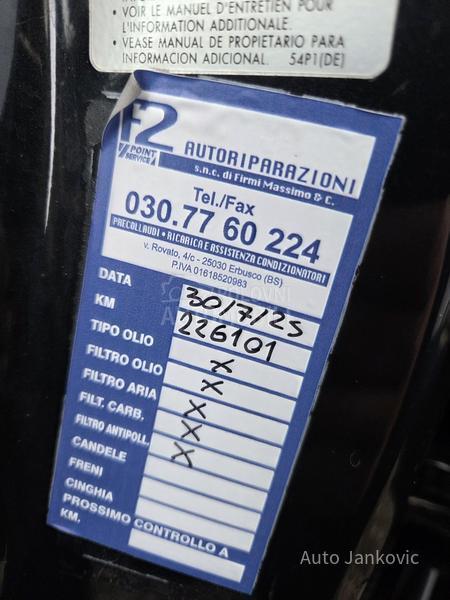 • VOIR LE MANUEL D'ENTRETIEN POUR
L'INFORMATION ADDITIONALE.
• VEASE MANUAL DE PROPIETARIO PARA
INFORMACION ADICIONAL. 54P1(DE)
F2
POINT
SERVICE
AUTORIPARAZIONI
s.n.c. di Firmi Massimo & C.
Tel./Fax
030.77 60 224
PRECOLLAUDI • RICARICA E ASSISTENZA CONDIZIONATORI
v. Rovato, 4/c - 25030 Erbusco (BS)
P.IVA 01618520983
DATA 30/7/25
KM 226101
TIPO OLIO X
FILTRO OLIO X
FILTRO ARIA X
FILT. CARB. X
FILTRO ANTIPOLL. X
CANDELE
FRENI
CINGHIA
PROSSIMO CONTROLLO A
KM.
Auto Jankovic